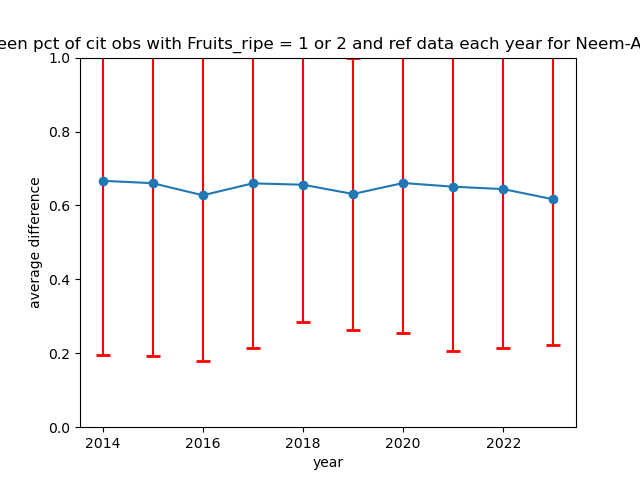 een pct of cit obs with Fruits_ripe = 1 or 2 and ref data each year for Neem-A
1.0
0.8
0.6
0.4
0.2
0.0
average difference
2014 2016 2018 2020 2022
year